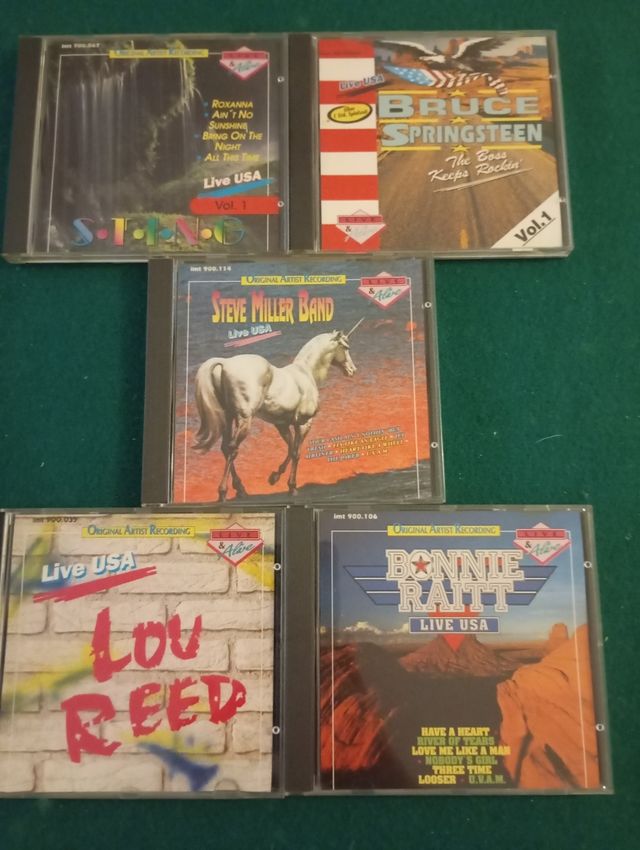 imt 900.067
ORIGINAL ARTIST RECORDING
LIVE
& Alive
• ROXANNA
• AIN'T NO
SUNSHINE
• BRING ON THE
NIGHT
• ALL THIS TIME
Live USA
Vol. 1
S•T•I•N•G
Live USA
BRUCE
SPRINGSTEEN
The Boss
Keeps Rockin'
LIVE
& Alive
Vol.1
imt 900.114
ORIGINAL ARTIST RECORDING
LIVE
& Alive
STEVE MILLER BAND
Live USA
imt 900.039
ORIGINAL ARTIST RECORDING
LIVE
& Alive
Live USA
LOU
REED
imt 900.106
ORIGINAL ARTIST RECORDING
LIVE
& Alive
BONNIE
RAITT
LIVE USA
HAVE A HEART
RIVER OF TEARS
LOVE ME LIKE A MAN
• NOBODY'S GIRL
THREE TIME
LOOSER • U.V.A.M.